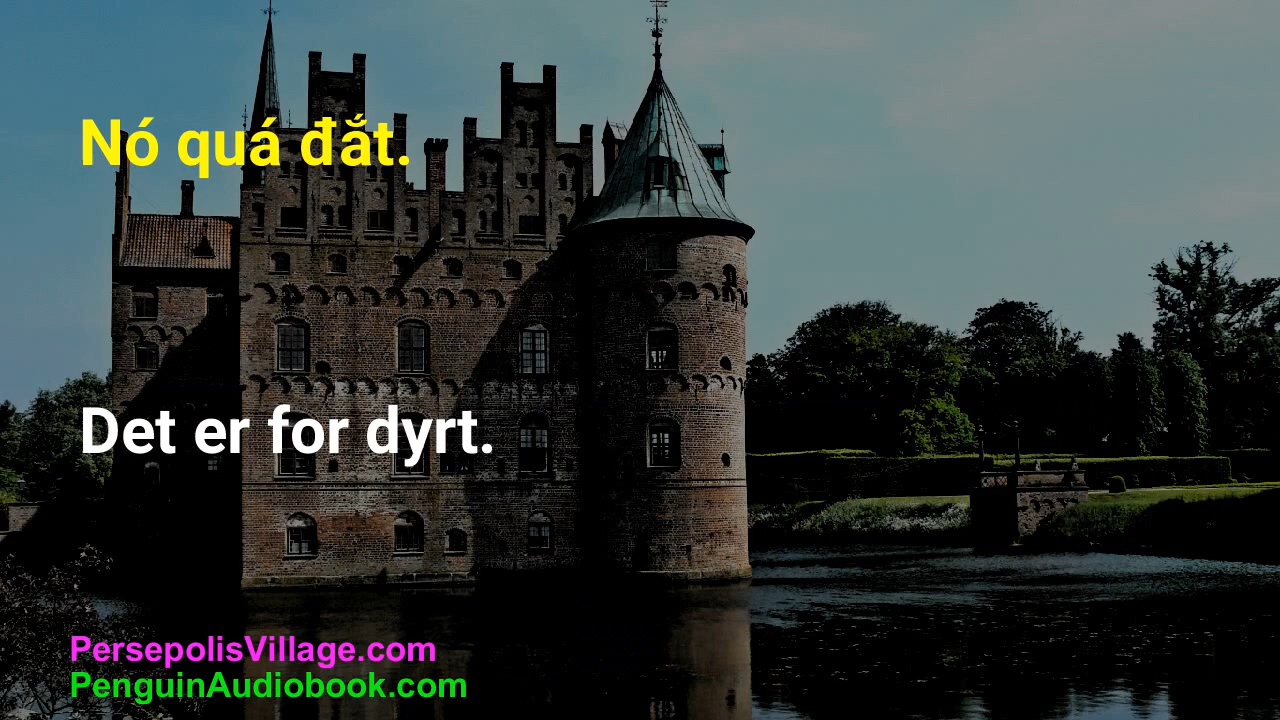 Nó quá đắt.
Det er for dyrt.
PersepolisVillage.com
PenguinAudiobook.com